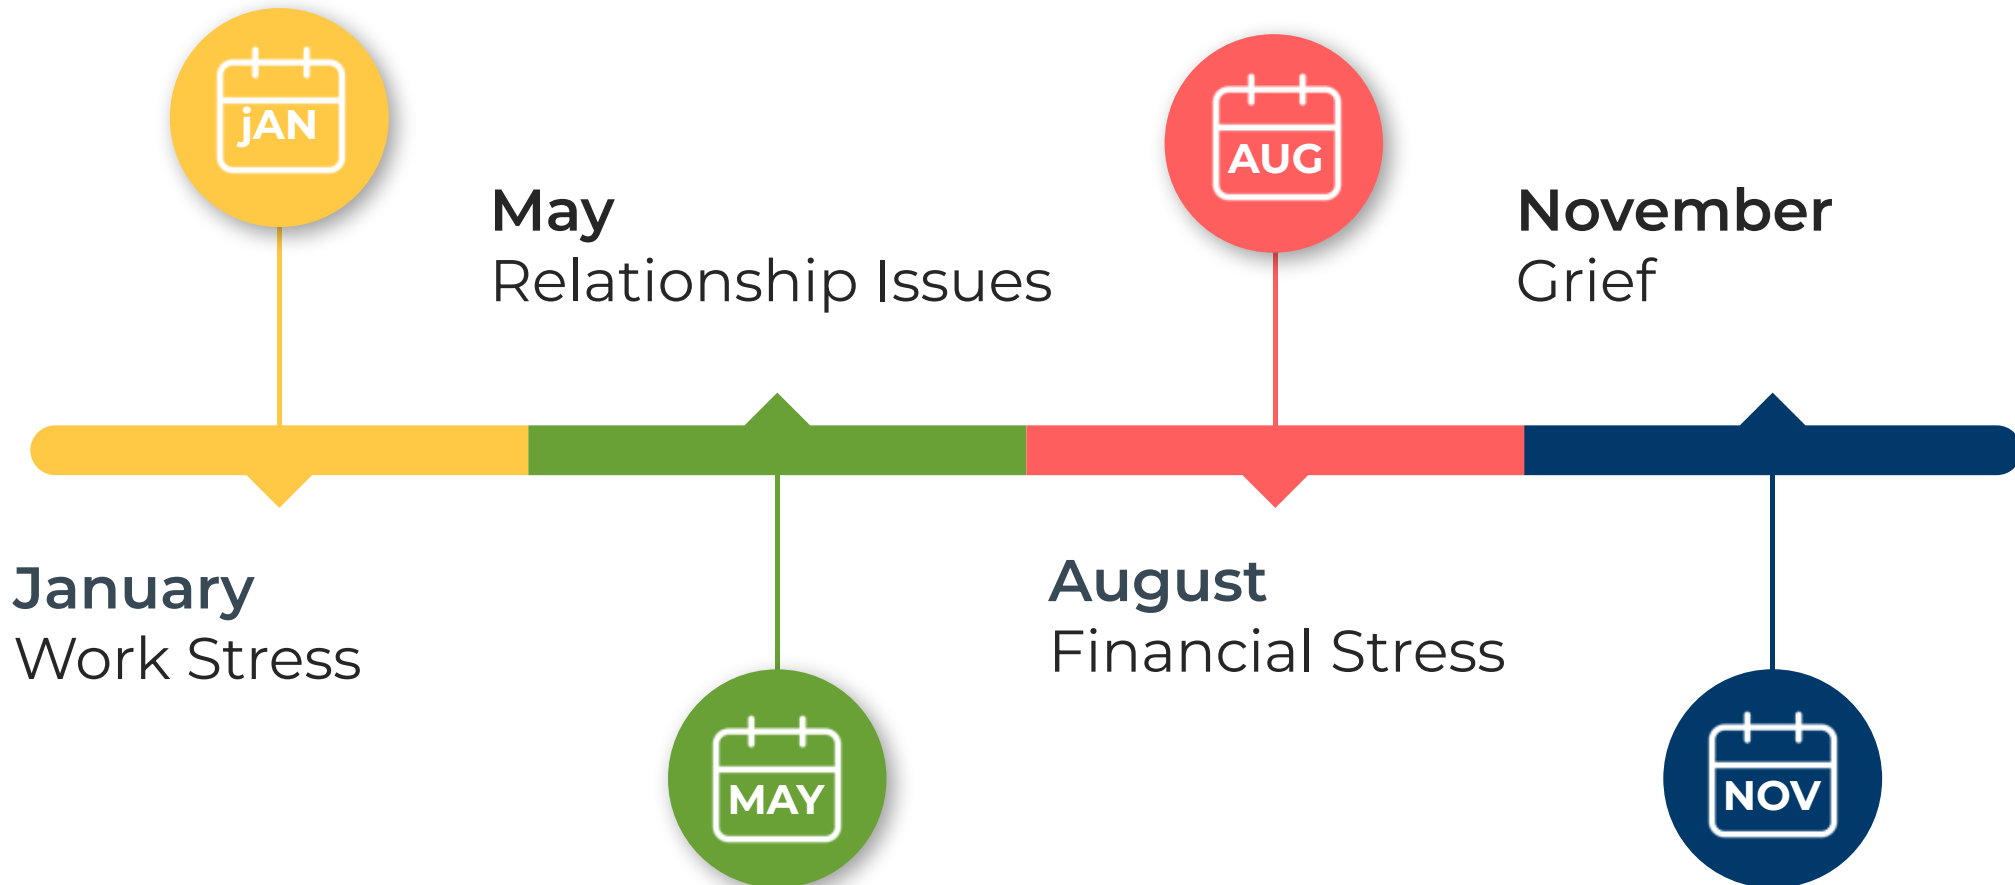 jAN
January
Work Stress
May
Relationship Issues
MAY
AUG
August
Financial Stress
November
Grief
NOV